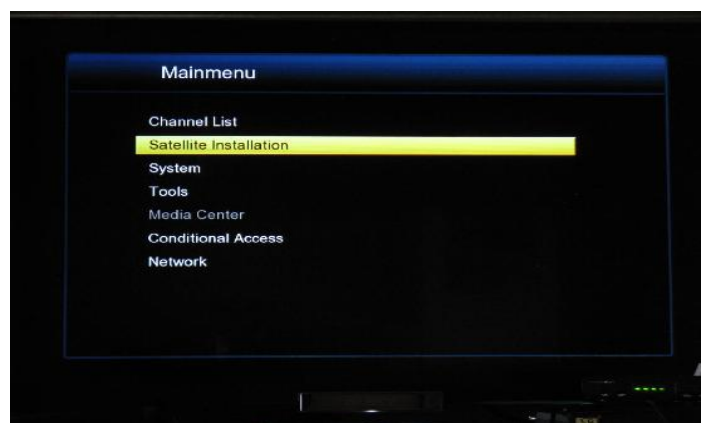 Mainmenu
Channel List
Satellite Installation
System
Tools
Media Center
Conditional Access
Network